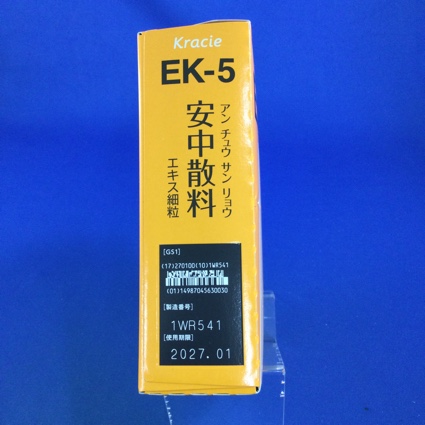 Kracie
EK-5
安中散料
アン チュウ サン リョウ
エキス細粒
[GS1]
(17)270100(10)1WR541
(01)14987045630030
[製造番号]
1WR541
[使用期限]
2027.01